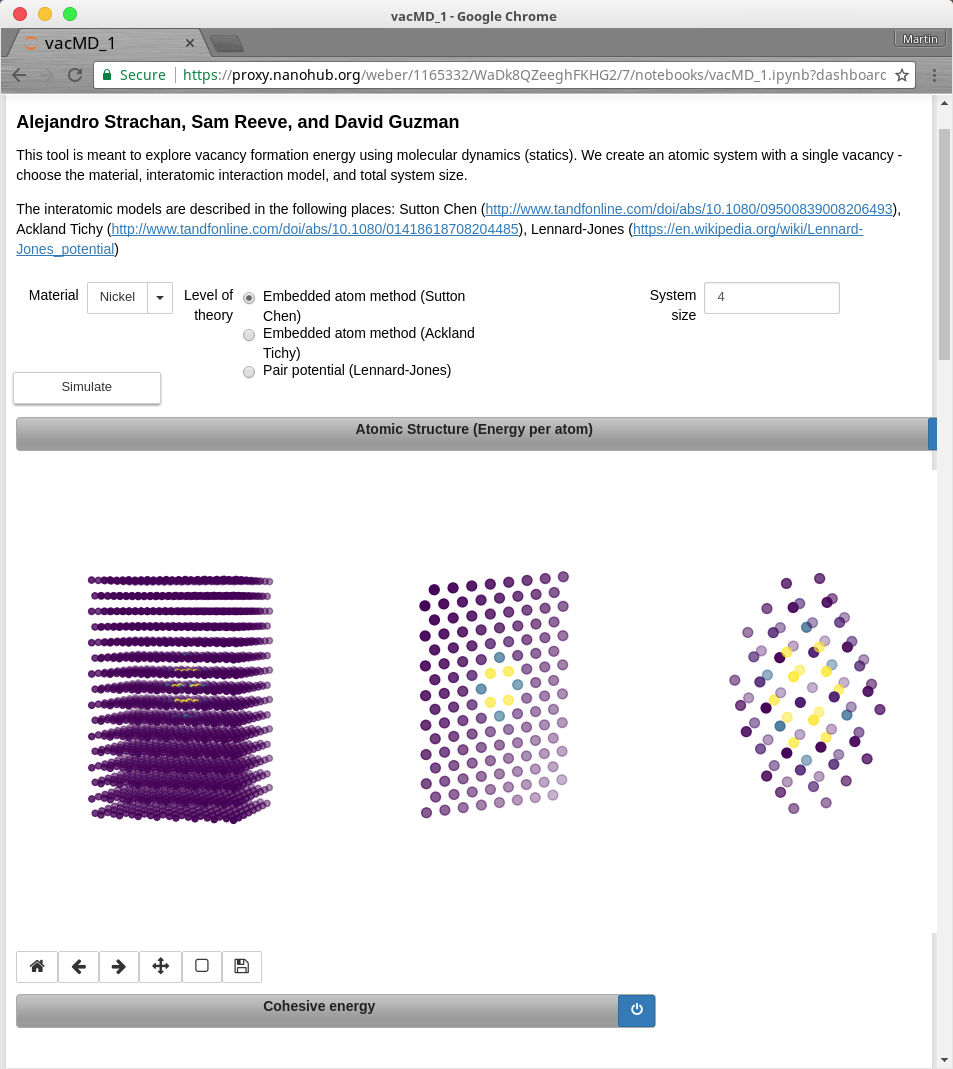 vacMD_1 - Google Chrome
vacMD_1
Martin
Secure https://proxy.nanohub.org/weber/1165332/WaDk8QZeeghFKHG2/7/notebooks/vacMD_1.ipynb?dashboard
Alejandro Strachan, Sam Reeve, and David Guzman
This tool is meant to explore vacancy formation energy using molecular dynamics (statics). We create an atomic system with a single vacancy -
choose the material, interatomic interaction model, and total system size.
The interatomic models are described in the following places: Sutton Chen (http://www.tandfonline.com/doi/abs/10.1080/09500839008206493),
Ackland Tichy (http://www.tandfonline.com/doi/abs/10.1080/01418618708204485), Lennard-Jones (https://en.wikipedia.org/wiki/Lennard-
Jones_potential)
Material Nickel Level of Embedded atom method (Sutton System 4
theory Chen) size
Embedded atom method (Ackland
Tichy)
Pair potential (Lennard-Jones)
Simulate
Atomic Structure (Energy per atom)
Cohesive energy